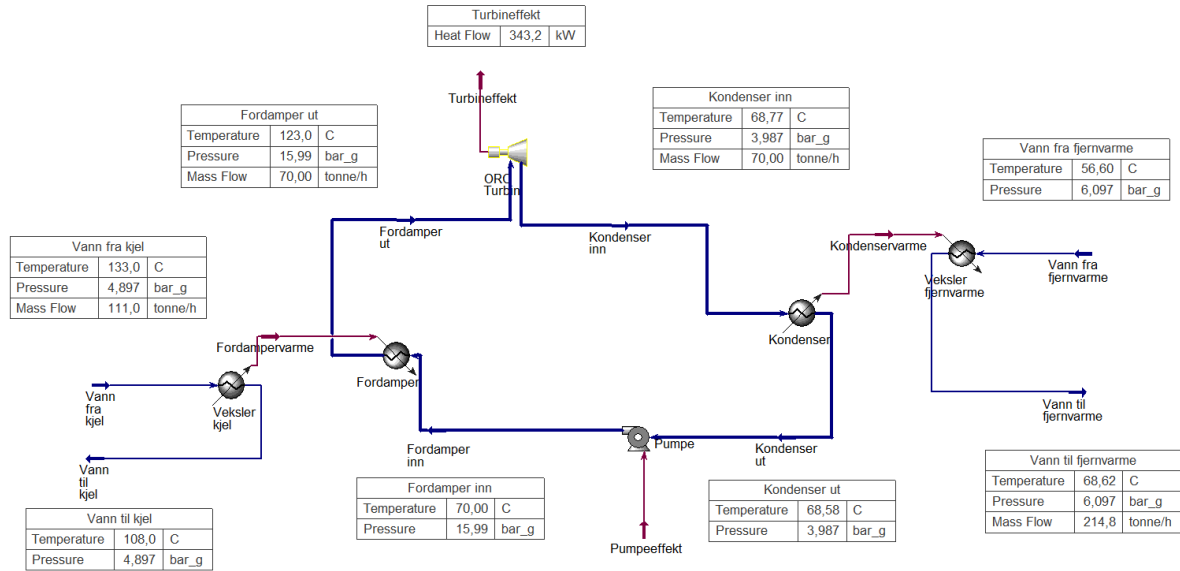 Turbineffekt
Heat Flow 343,2 kW
Turbineffekt
Fordamper ut
Temperature 123,0 C
Pressure 15,99 bar_g
Mass Flow 70,00 tonne/h
Kondenser inn
Temperature 68,77 C
Pressure 3,987 bar_g
Mass Flow 70,00 tonne/h
Vann fra fjernvarme
Temperature 56,60 C
Pressure 6,097 bar_g
ORC
Turbin
Fordamper
ut
Kondenser
inn
Kondenservarme
Veksler
fjernvarme
Vann fra
fjernvarme
Vann fra kjel
Temperature 133,0 C
Pressure 4,897 bar_g
Mass Flow 111,0 tonne/h
Fordampervarme
Fordamper
Kondenser
Vann
fra
kjel
Veksler
kjel
Vann til
fjernvarme
Vann
til
kjel
Fordamper
inn
Pumpe
Kondenser
ut
Vann til fjernvarme
Temperature 68,62 C
Pressure 6,097 bar_g
Mass Flow 214,8 tonne/h
Fordamper inn
Temperature 70,00 C
Pressure 15,99 bar_g
Kondenser ut
Temperature 68,58 C
Pressure 3,987 bar_g
Vann til kjel
Temperature 108,0 C
Pressure 4,897 bar_g
Pumpeeffekt